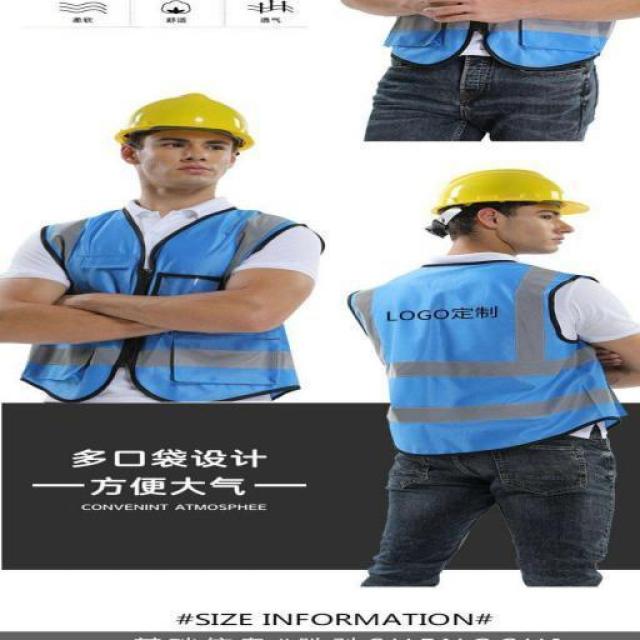 柔软 舒适 透气
LOGO定制
多口袋设计
方便大气
CONVENINT ATMOSPHEE
#SIZE INFORMATION#